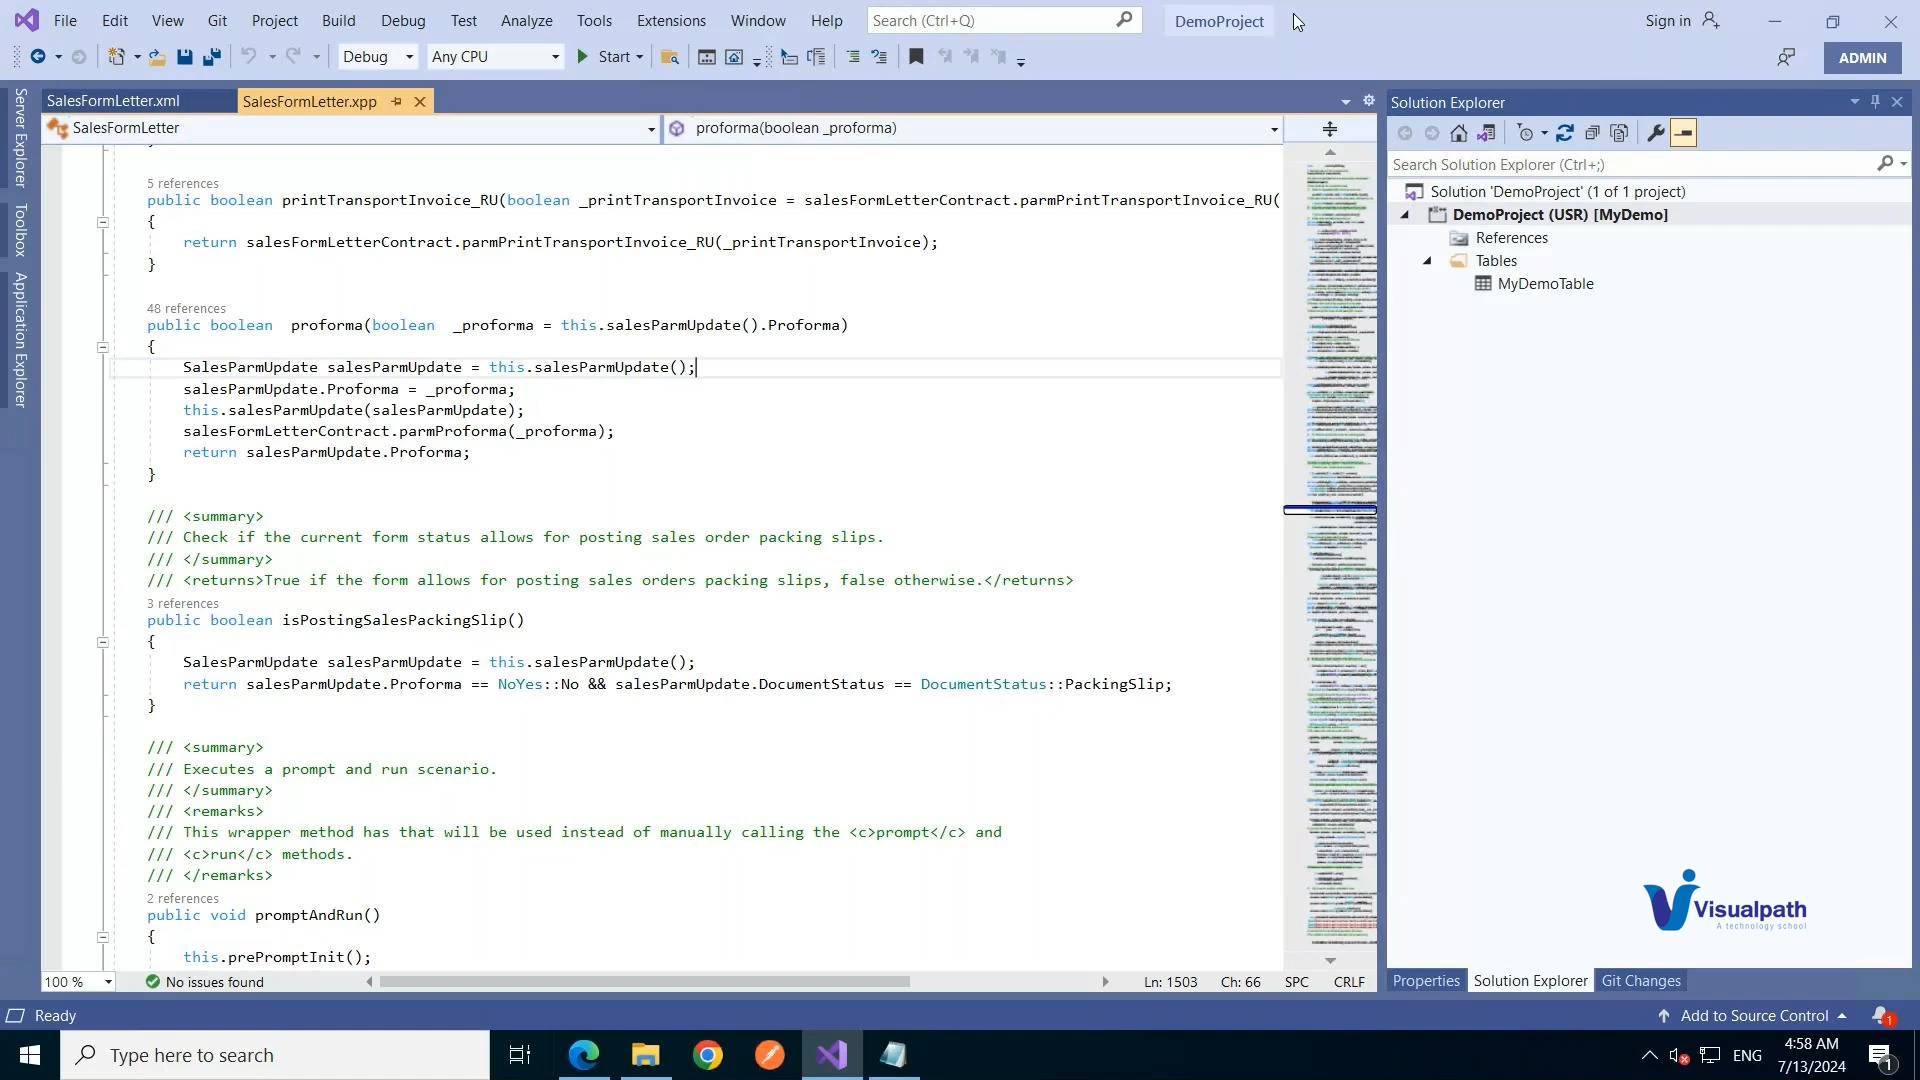 File Edit View Git Project Build Debug Test Analyze Tools Extensions Window Help Search (Ctrl+Q) DemoProject Sign in
Debug Any CPU Start ADMIN
Server Explorer
Toolbox
Application Explorer
SalesFormLetter.xml SalesFormLetter.xpp
SalesFormLetter proforma(boolean _proforma)
5 references
public boolean printTransportInvoice_RU(boolean _printTransportInvoice = salesFormLetterContract.parmPrintTransportInvoice_RU(
{
return salesFormLetterContract.parmPrintTransportInvoice_RU(_printTransportInvoice);
}
48 references
public boolean proforma(boolean _proforma = this.salesParmUpdate().Proforma)
{
SalesParmUpdate salesParmUpdate = this.salesParmUpdate();
salesParmUpdate.Proforma = _proforma;
this.salesParmUpdate(salesParmUpdate);
salesFormLetterContract.parmProforma(_proforma);
return salesParmUpdate.Proforma;
}
/// <summary>
/// Check if the current form status allows for posting sales order packing slips.
/// </summary>
/// <returns>True if the form allows for posting sales orders packing slips, false otherwise.</returns>
3 references
public boolean isPostingSalesPackingSlip()
{
SalesParmUpdate salesParmUpdate = this.salesParmUpdate();
return salesParmUpdate.Proforma == NoYes::No && salesParmUpdate.DocumentStatus == DocumentStatus::PackingSlip;
}
/// <summary>
/// Executes a prompt and run scenario.
/// </summary>
/// <remarks>
/// This wrapper method has that will be used instead of manually calling the <c>prompt</c> and
/// <c>run</c> methods.
/// </remarks>
2 references
public void promptAndRun()
{
this.prePromptInit();
100 % No issues found Ln: 1503 Ch: 66 SPC CRLF
Solution Explorer
Search Solution Explorer (Ctrl+;)
Solution 'DemoProject' (1 of 1 project)
DemoProject (USR) [MyDemo]
References
Tables
MyDemoTable
Visualpath
A technology school
Properties Solution Explorer Git Changes
Ready Add to Source Control 1
Type here to search ENG 4:58 AM
7/13/2024 1